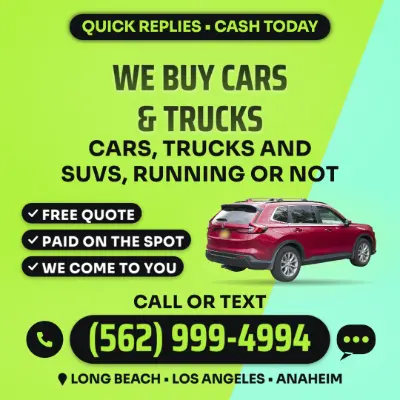 QUICK REPLIES • CASH TODAY
WE BUY CARS
& TRUCKS
CARS, TRUCKS AND
SUVS, RUNNING OR NOT
FREE QUOTE
PAID ON THE SPOT
WE COME TO YOU
CALL OR TEXT
(562) 999-4994
LONG BEACH • LOS ANGELES • ANAHEIM